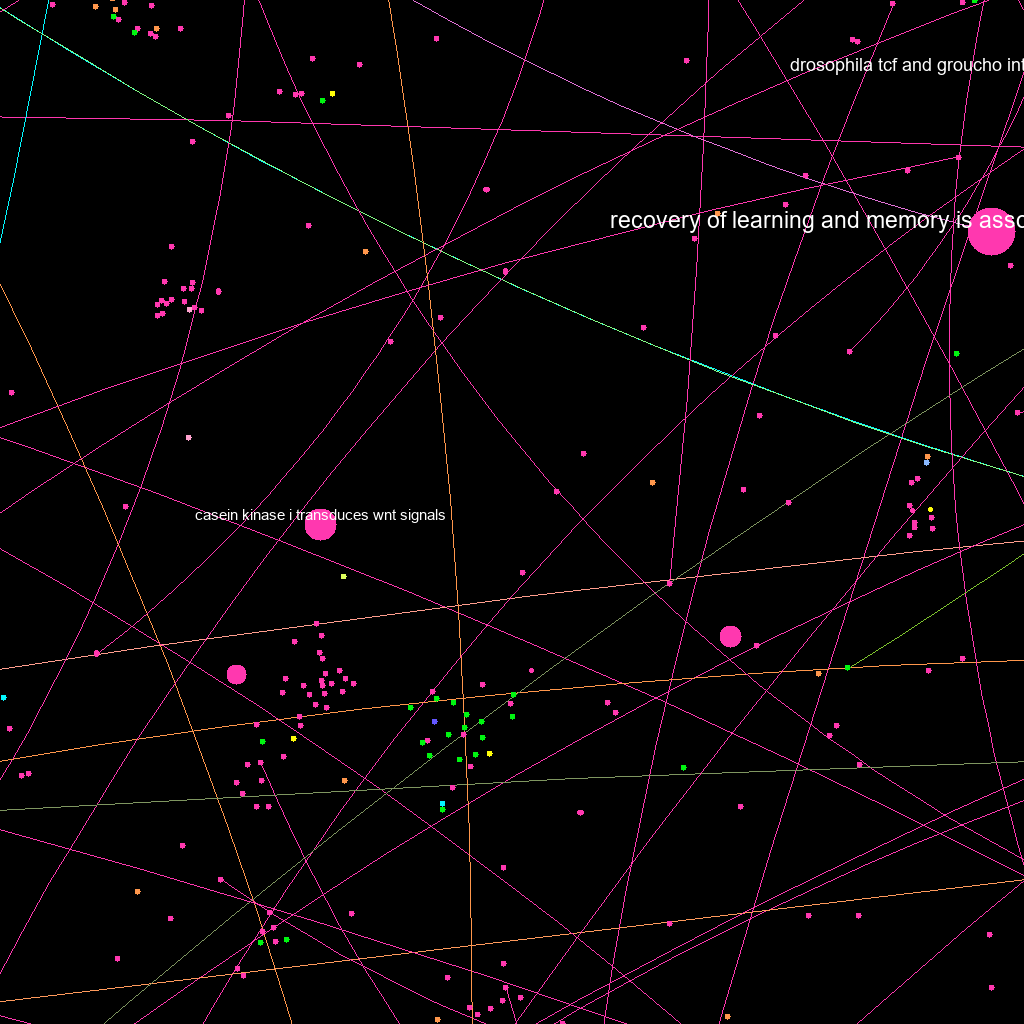 drosophila tcf and groucho int
recovery of learning and memory is asso
casein kinase i transduces wnt signals